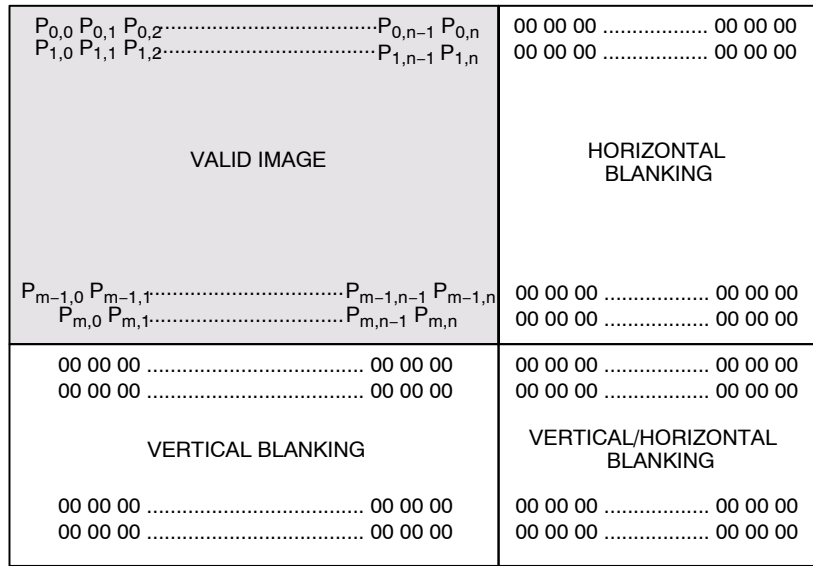 P0,0 P0,1 P0,2.....................................P0,n−1 P0,n
P1,0 P1,1 P1,2.....................................P1,n−1 P1,n
VALID IMAGE
Pm−1,0 Pm−1,1.................................Pm−1,n−1 Pm−1,n
Pm,0 Pm,1.................................Pm,n−1 Pm,n
00 00 00 .................. 00 00 00
00 00 00 .................. 00 00 00
HORIZONTAL
BLANKING
00 00 00 .................. 00 00 00
00 00 00 .................. 00 00 00
00 00 00 ..................................... 00 00 00
00 00 00 ..................................... 00 00 00
VERTICAL BLANKING
00 00 00 ..................................... 00 00 00
00 00 00 ..................................... 00 00 00
00 00 00 .................. 00 00 00
00 00 00 .................. 00 00 00
VERTICAL/HORIZONTAL
BLANKING
00 00 00 .................. 00 00 00
00 00 00 .................. 00 00 00